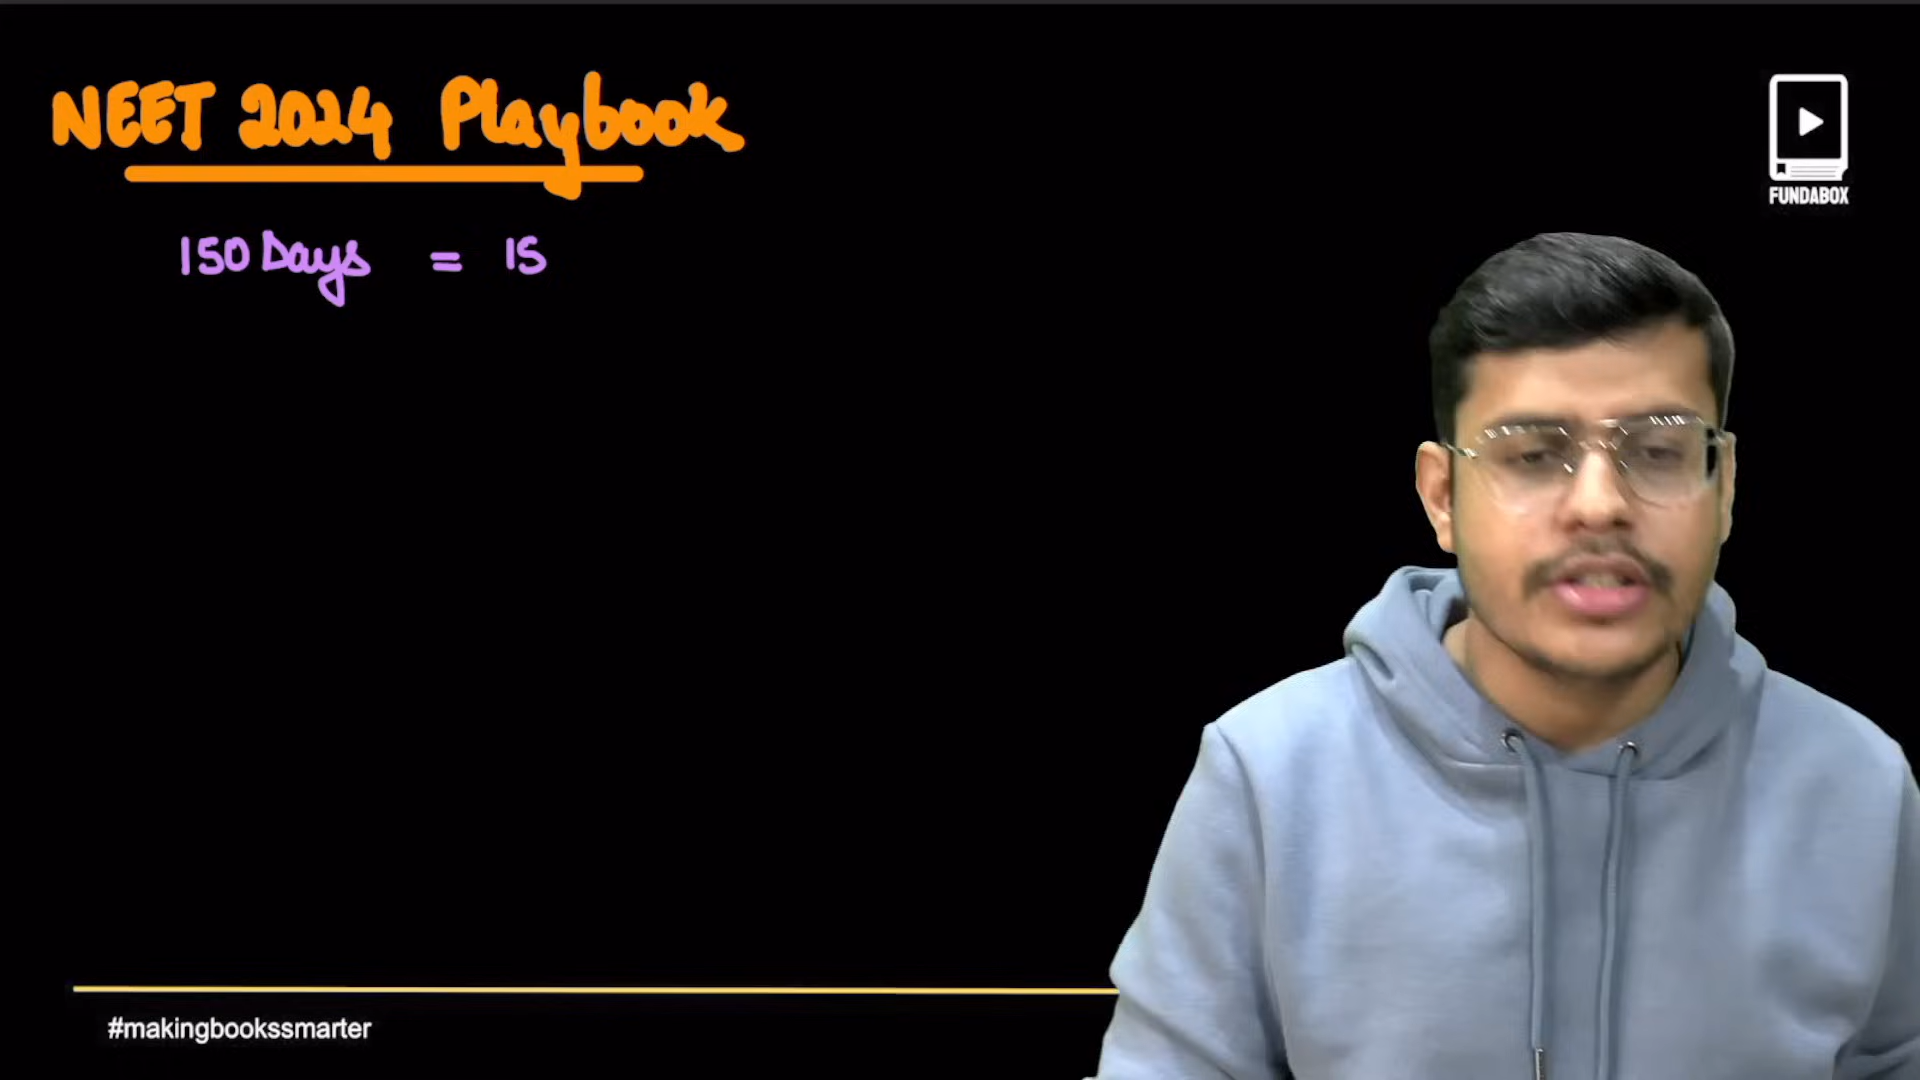 NEET 2024 Playbook
FUNDABOX
150 Days = 15
#makingbookssmarter